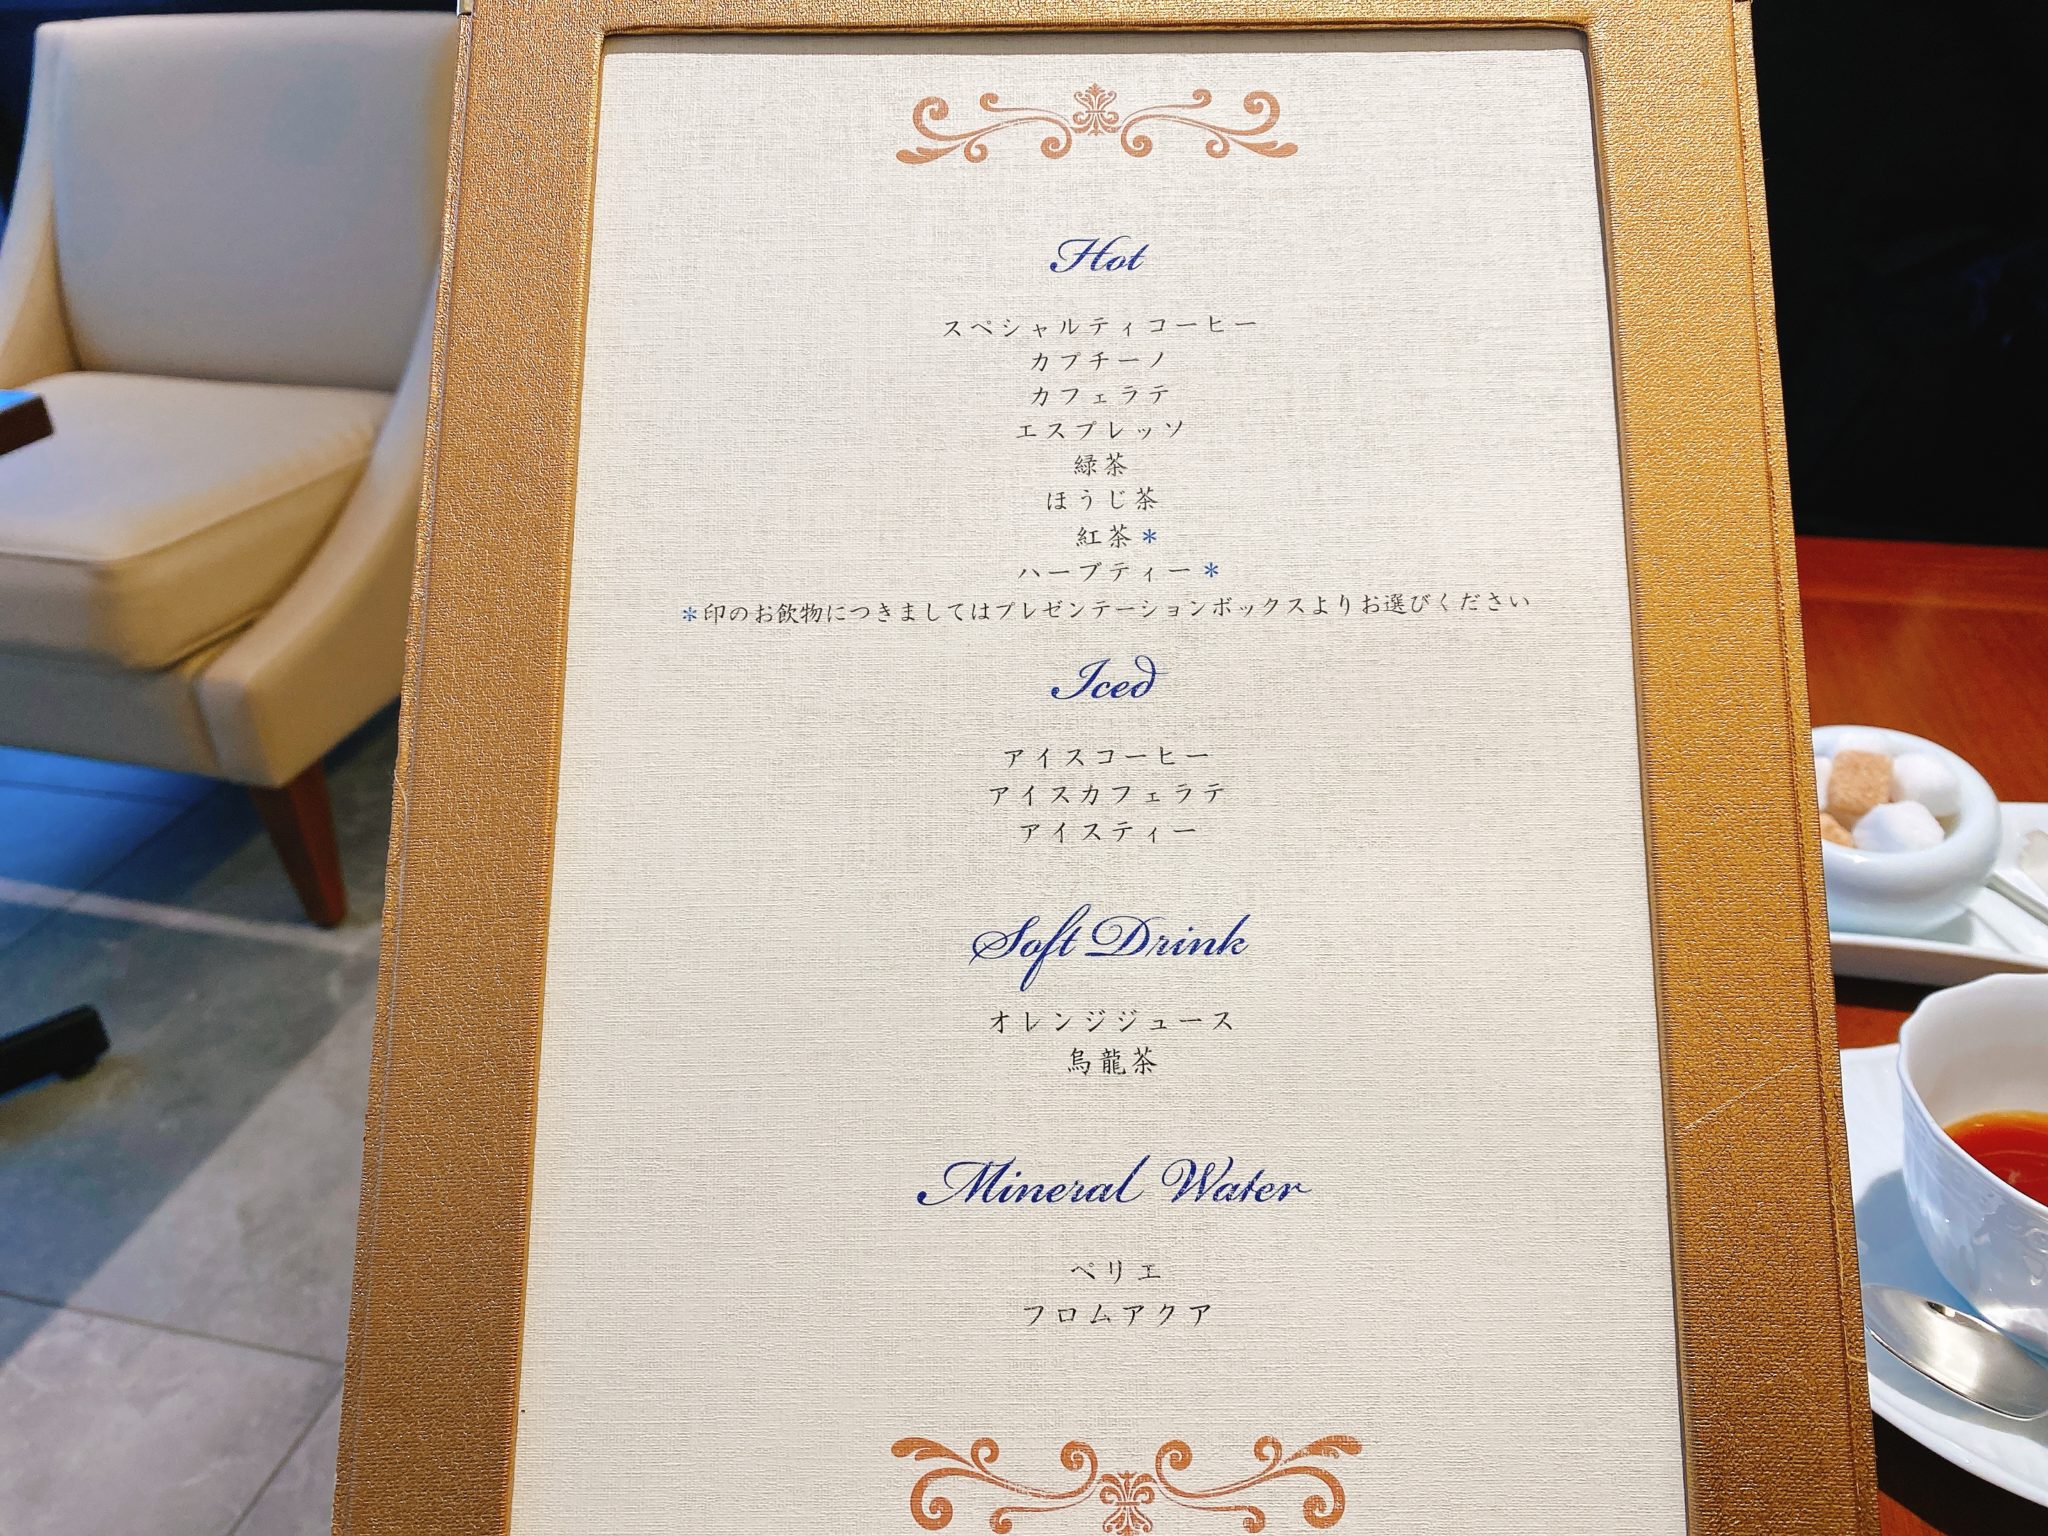 Hot
スペシャルティコーヒー
カプチーノ
カフェラテ
エスプレッソ
緑茶
ほうじ茶
紅茶*
ハーブティー*
*印のお飲物につきましてはプレゼンテーションボックスよりお選びください
Iced
アイスコーヒー
アイスカフェラテ
アイスティー
Soft Drink
オレンジジュース
烏龍茶
Mineral Water
ペリエ
フロムアクア